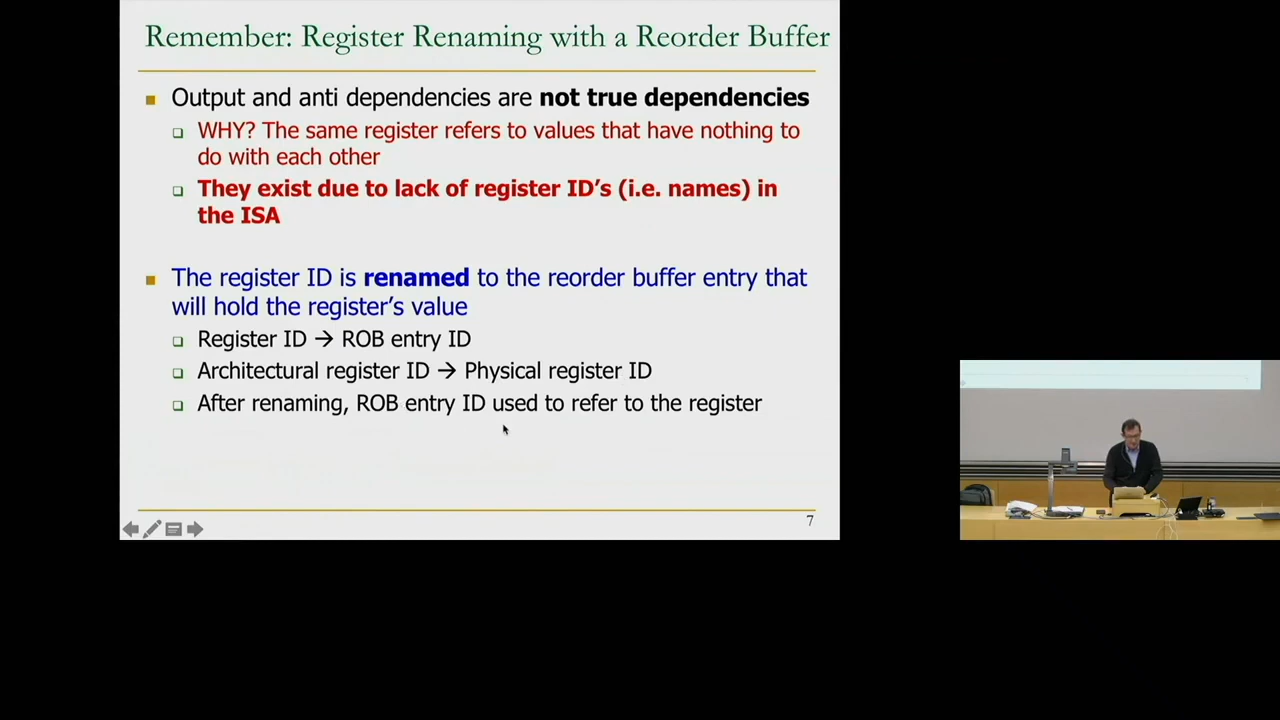 Remember: Register Renaming with a Reorder Buffer
Output and anti dependencies are not true dependencies
WHY? The same register refers to values that have nothing to
do with each other
They exist due to lack of register ID's (i.e. names) in
the ISA
The register ID is renamed to the reorder buffer entry that
will hold the register's value
Register ID → ROB entry ID
Architectural register ID → Physical register ID
After renaming, ROB entry ID used to refer to the register
7